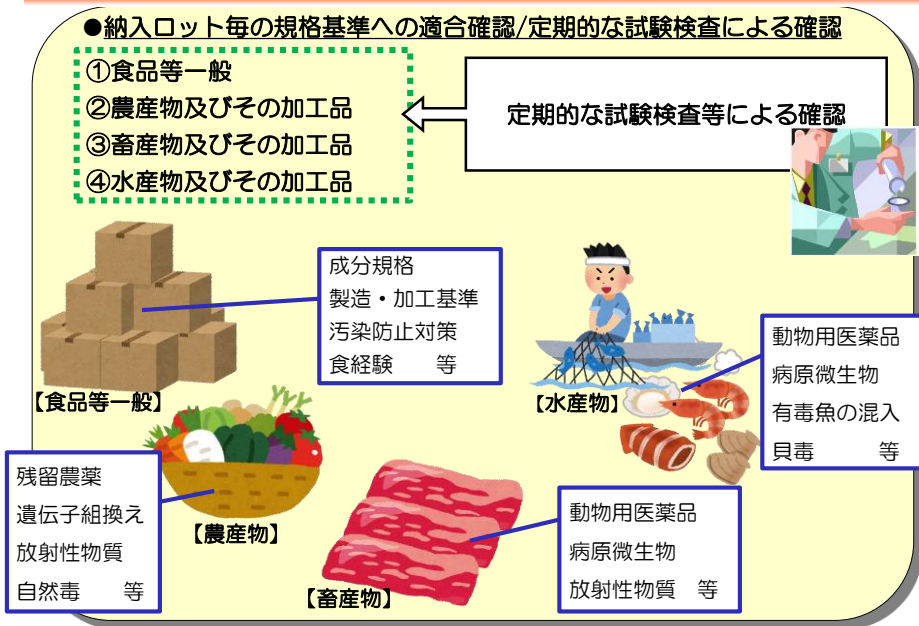 ●納入ロット毎の規格基準への適合確認/定期的な試験検査による確認
①食品等一般
②農産物及びその加工品
③畜産物及びその加工品
④水産物及びその加工品
定期的な試験検査等による確認
成分規格
製造・加工基準
汚染防止対策
食経験 等
【食品等一般】
【水産物】
動物用医薬品
病原微生物
有毒魚の混入
貝毒 等
残留農薬
遺伝子組換え
放射性物質
自然毒 等
【農産物】
【畜産物】
動物用医薬品
病原微生物
放射性物質 等